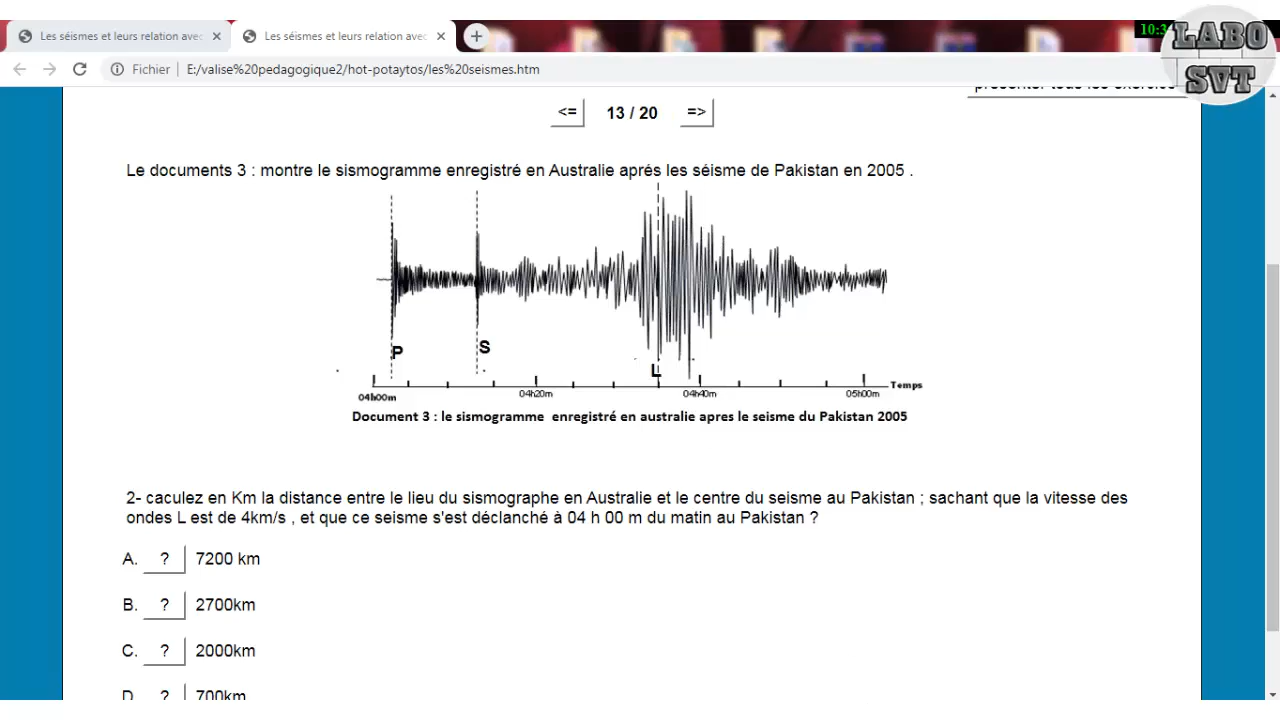 Les séismes et leurs relation avec
Les séismes et leurs relation avec
LABO
SVT
Fichier
E:/valise%20pedagogique2/hot-potaytos/les%20seismes.htm
présenter tous les exercice
<= 13 / 20 =>
Le documents 3 : montre le sismogramme enregistré en Australie aprés les séisme de Pakistan en 2005 .
P
S
L
Temps
04h00m
04h20m
04h40m
05h00m
Document 3 : le sismogramme enregistré en australie apres le seisme du Pakistan 2005
2- caculez en Km la distance entre le lieu du sismographe en Australie et le centre du seisme au Pakistan ; sachant que la vitesse des
ondes L est de 4km/s , et que ce seisme s'est déclanché à 04 h 00 m du matin au Pakistan ?
A. ? 7200 km
B. ? 2700km
C. ? 2000km
D. ? 700km